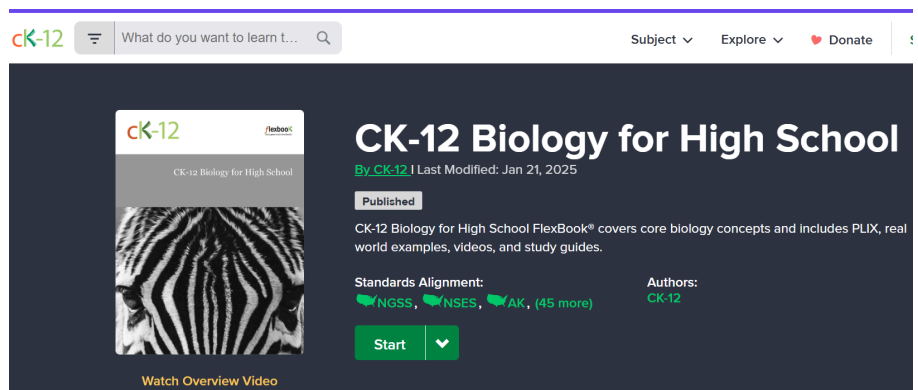 cK-12
What do you want to learn t...
Subject
Explore
Donate
cK-12
flexbook
CK-12 Biology for High School
CK-12 Biology for High School
By CK-12 | Last Modified: Jan 21, 2025
Published
CK-12 Biology for High School FlexBook® covers core biology concepts and includes PLIX, real
world examples, videos, and study guides.
Standards Alignment:
NGSS, NSES, AK, (45 more)
Authors:
CK-12
Start
Watch Overview Video